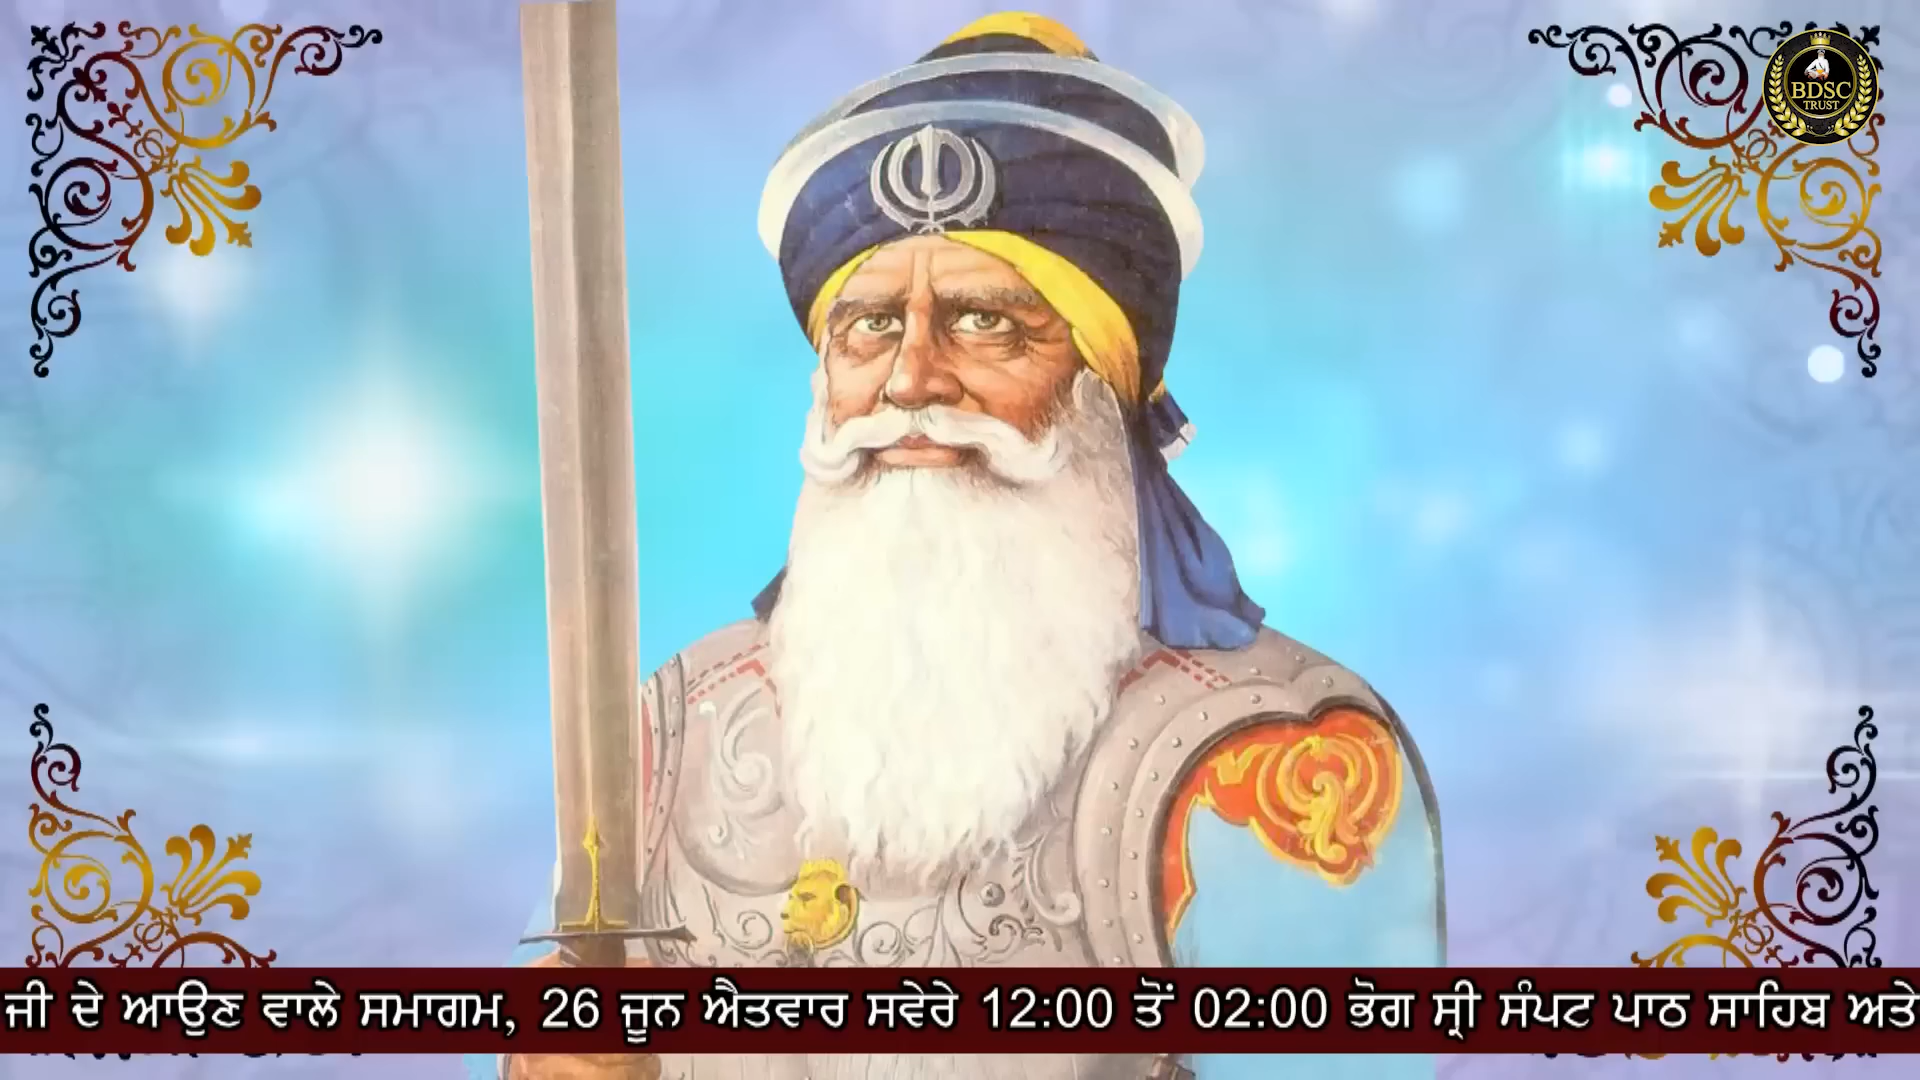 BDSC
TRUST
ਜੀ ਦੇ ਆਉਣ ਵਾਲੇ ਸਮਾਗਮ, 26 ਜੂਨ ਐਤਵਾਰ ਸਵੇਰੇ 12:00 ਤੋਂ 02:00 ਭੋਗ ਸ੍ਰੀ ਸੰਪਟ ਪਾਠ ਸਾਹਿਬ ਅਤੇ